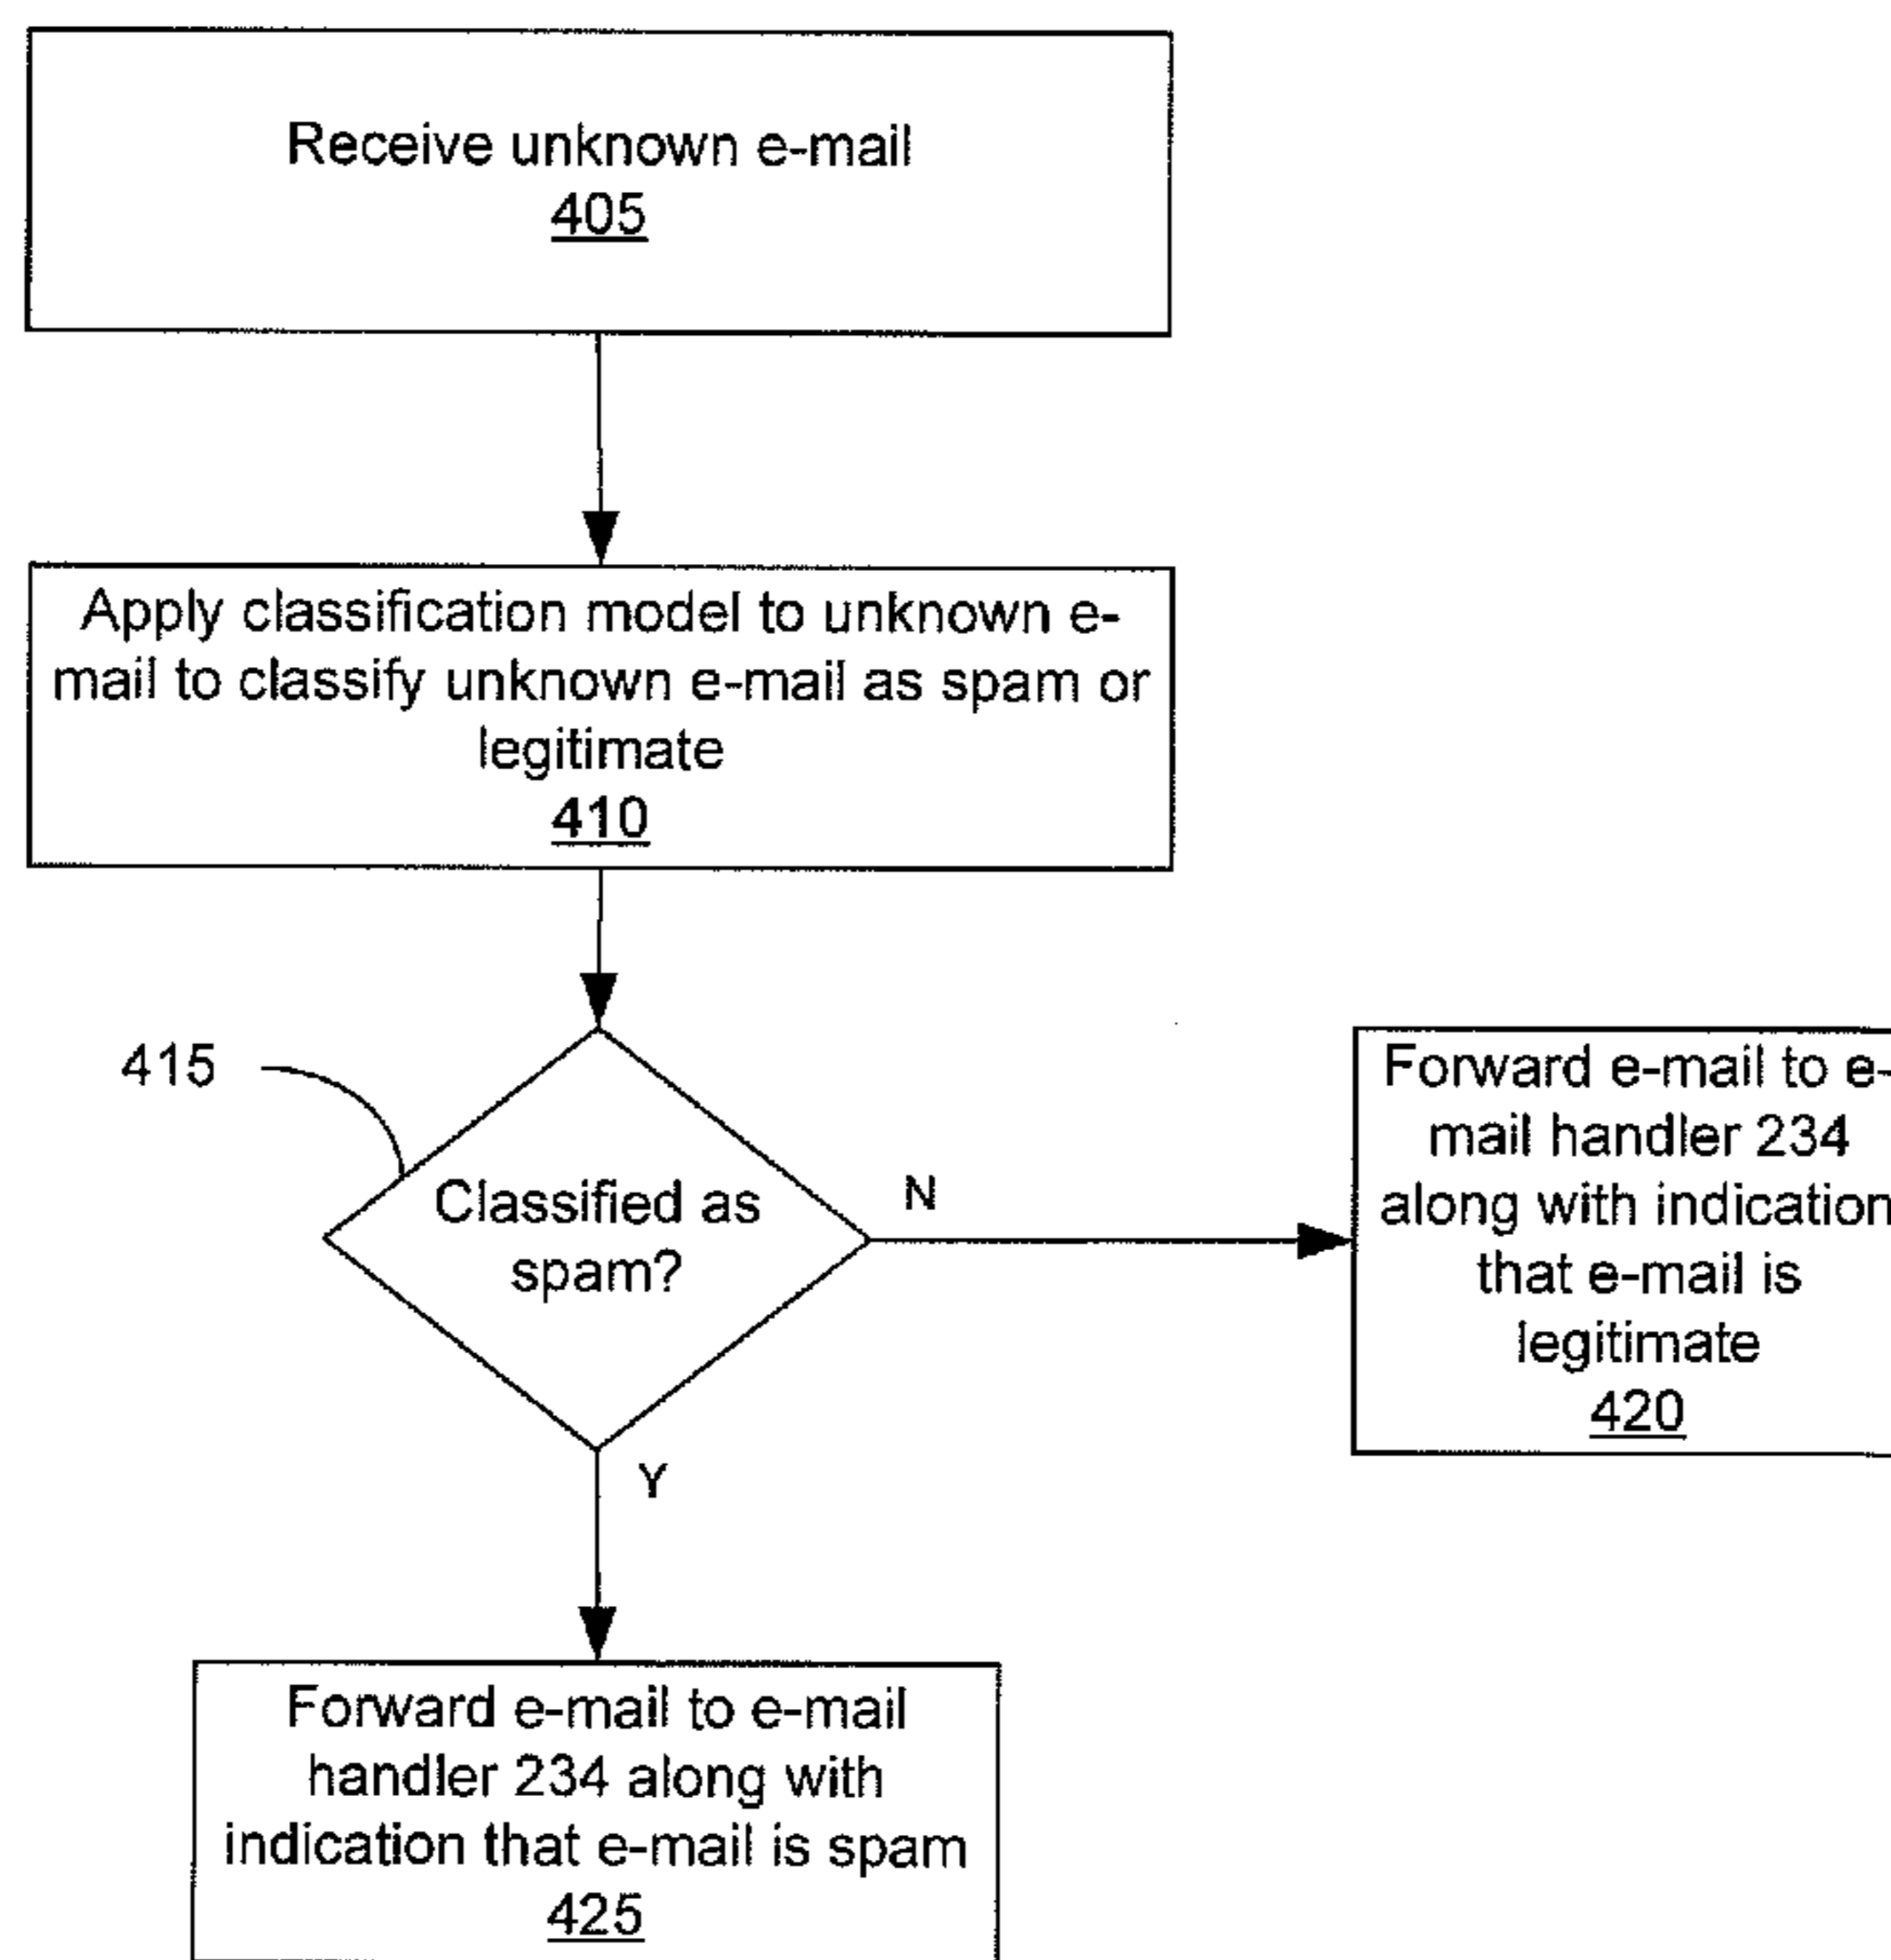 Receive unknown e-mail
405
Apply classification model to unknown e-
mail to classify unknown e-mail as spam or
legitimate
410
415
Classified as
spam?
N
Forward e-mail to e-
mail handler 234
along with indication
that e-mail is
legitimate
420
Y
Forward e-mail to e-mail
handler 234 along with
indication that e-mail is spam
425